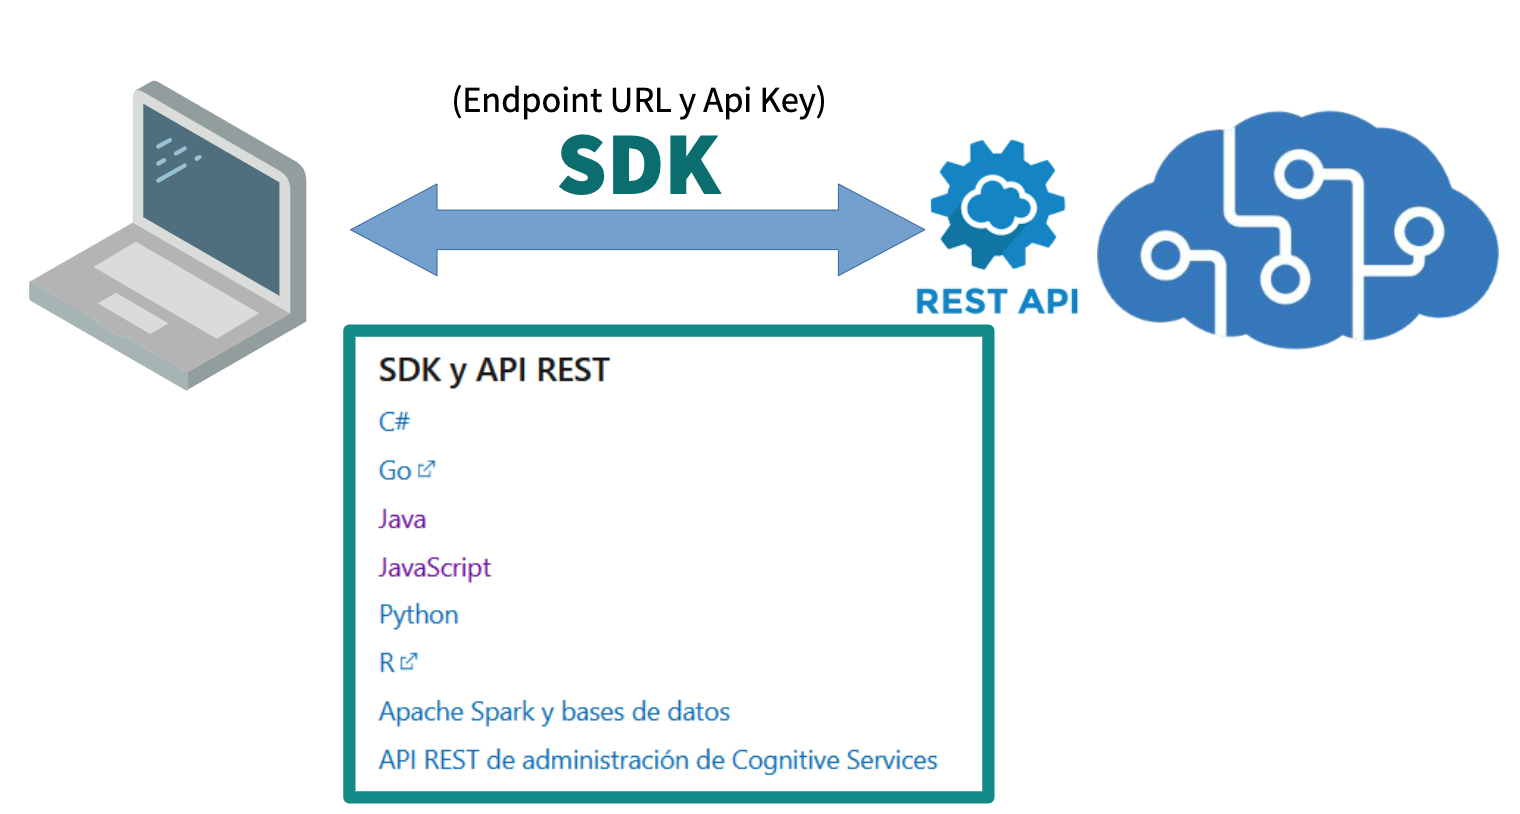 (Endpoint URL y Api Key)
SDK
REST API
SDK y API REST
C#
Go
Java
JavaScript
Python
R
Apache Spark y bases de datos
API REST de administración de Cognitive Services